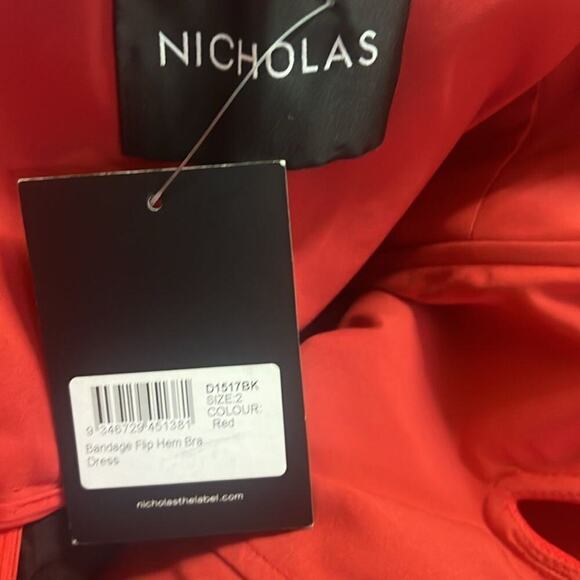 NICHOLAS
D1517BK
SIZE:2
COLOUR:
Red
9 346729 451381
Bandage Flip Hem Bra
Dress
nicholasthelabel.com